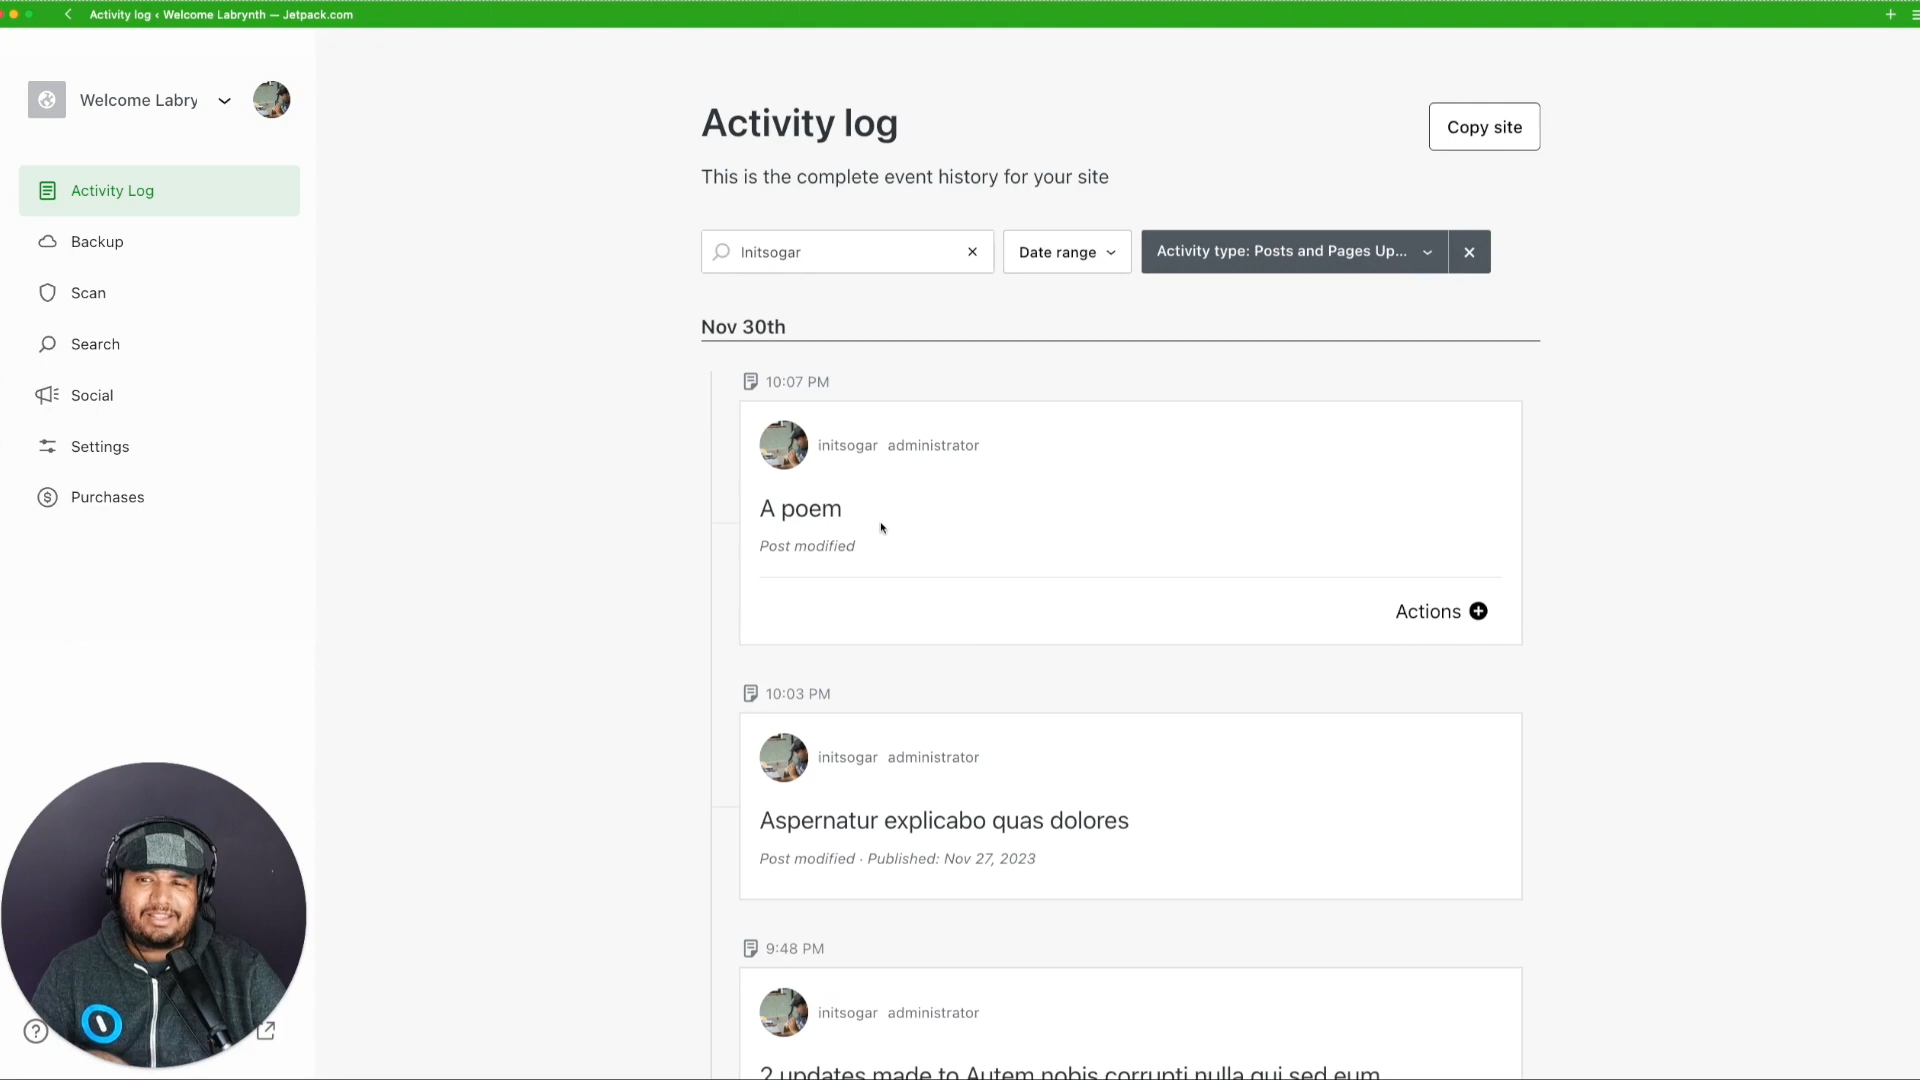 Activity log ‹ Welcome Labrynth — Jetpack.com
Welcome Labry
Activity Log
Backup
Scan
Search
Social
Settings
Purchases
Activity log
Copy site
This is the complete event history for your site
Initsogar
Date range
Activity type: Posts and Pages Up...
Nov 30th
10:07 PM
initsogar administrator
A poem
Post modified
Actions
10:03 PM
initsogar administrator
Aspernatur explicabo quas dolores
Post modified · Published: Nov 27, 2023
9:48 PM
initsogar administrator
2 updates made to Autem nobis corrupti nulla qui sed eum